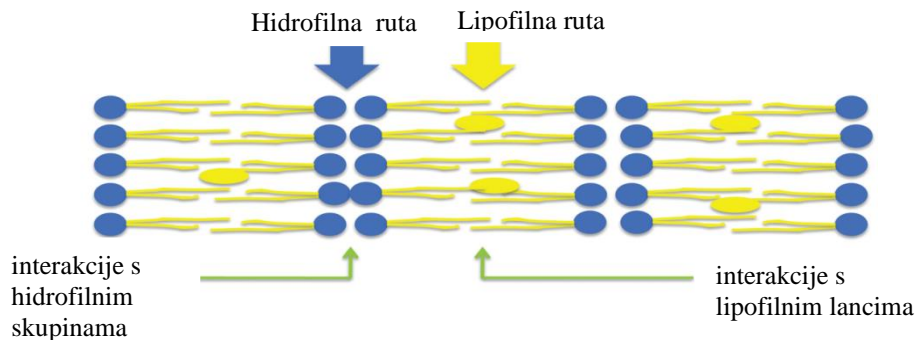 Hidrofilna ruta
Lipofilna ruta
interakcije s
hidrofilnim
skupinama
interakcije s
lipofilnim lancima